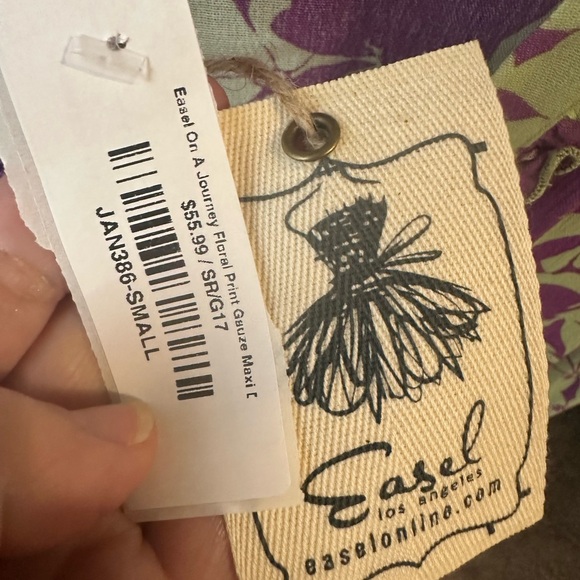 Easel On A Journey Floral Print Gauze Maxi D
$55.99 / SR/G17
JAN386-SMALL
Easel
los angeles
easelonline.com